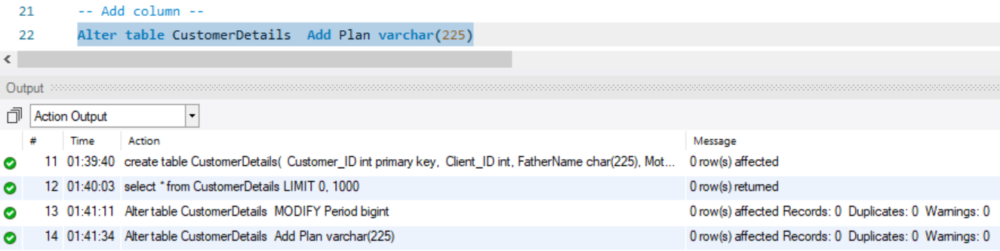 21 -- Add column --
22 Alter table CustomerDetails  Add Plan varchar(225)
Output
Action Output
# Time Action Message
11 01:39:40 create table CustomerDetails(  Customer_ID int primary key,  Client_ID int, FatherName char(225), Mot... 0 row(s) affected
12 01:40:03 select * from CustomerDetails LIMIT 0, 1000 0 row(s) returned
13 01:41:11 Alter table CustomerDetails  MODIFY Period bigint 0 row(s) affected Records: 0  Duplicates: 0  Warnings: 0
14 01:41:34 Alter table CustomerDetails  Add Plan varchar(225) 0 row(s) affected Records: 0  Duplicates: 0  Warnings: 0